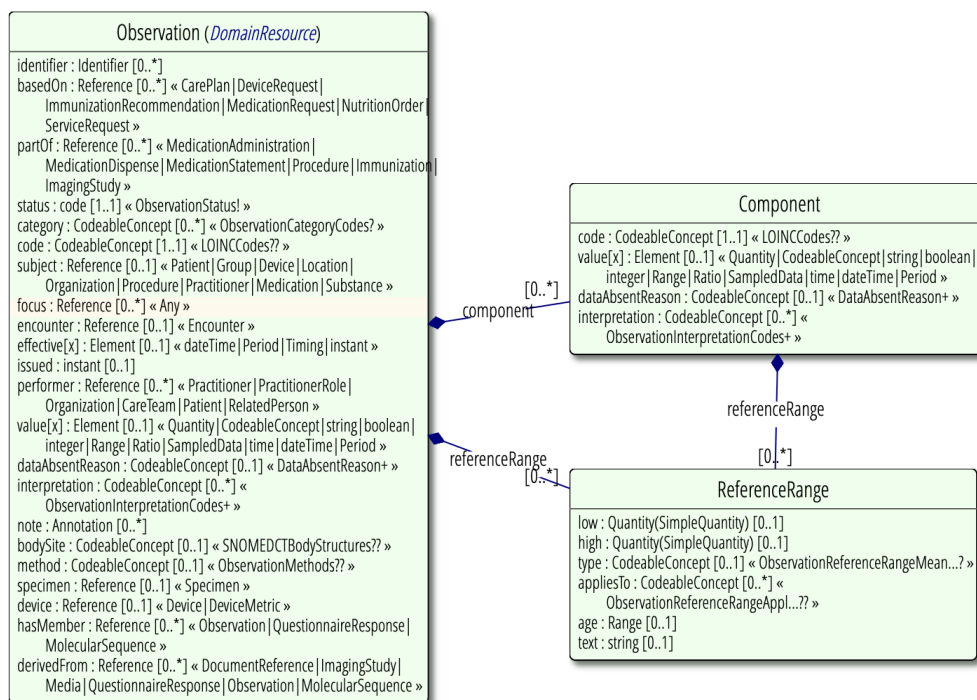 Observation (DomainResource)
identifier : Identifier [0..*]
basedOn : Reference [0..*] « CarePlan|DeviceRequest|
ImmunizationRecommendation|MedicationRequest|NutritionOrder|
ServiceRequest »
partOf : Reference [0..*] « MedicationAdministration|
MedicationDispense|MedicationStatement|Procedure|Immunization|
ImagingStudy »
status : code [1..1] « ObservationStatus! »
category : CodeableConcept [0..*] « ObservationCategoryCodes? »
code : CodeableConcept [1..1] « LOINCCodes?? »
subject : Reference [0..1] « Patient|Group|Device|Location|
Organization|Procedure|Practitioner|Medication|Substance »
focus : Reference [0..*] « Any »
encounter : Reference [0..1] « Encounter »
effective[x] : Element [0..1] « dateTime|Period|Timing|instant »
issued : instant [0..1]
performer : Reference [0..*] « Practitioner|PractitionerRole|
Organization|CareTeam|Patient|RelatedPerson »
value[x] : Element [0..1] « Quantity|CodeableConcept|string|boolean|
integer|Range|Ratio|SampledData|time|dateTime|Period »
dataAbsentReason : CodeableConcept [0..1] « DataAbsentReason+ »
interpretation : CodeableConcept [0..*] «
ObservationInterpretationCodes+ »
note : Annotation [0..*]
bodySite : CodeableConcept [0..1] « SNOMEDCTBodyStructures?? »
method : CodeableConcept [0..1] « ObservationMethods?? »
specimen : Reference [0..1] « Specimen »
device : Reference [0..1] « Device|DeviceMetric »
hasMember : Reference [0..*] « Observation|QuestionnaireResponse|
MolecularSequence »
derivedFrom : Reference [0..*] « DocumentReference|ImagingStudy|
Media|QuestionnaireResponse|Observation|MolecularSequence »
[0..*]
component
referenceRange
[0..*]
Component
code : CodeableConcept [1..1] « LOINCCodes?? »
value[x] : Element [0..1] « Quantity|CodeableConcept|string|boolean|
integer|Range|Ratio|SampledData|time|dateTime|Period »
dataAbsentReason : CodeableConcept [0..1] « DataAbsentReason+ »
interpretation : CodeableConcept [0..*] «
ObservationInterpretationCodes+ »
referenceRange
[0..*]
ReferenceRange
low : Quantity(SimpleQuantity) [0..1]
high : Quantity(SimpleQuantity) [0..1]
type : CodeableConcept [0..1] « ObservationReferenceRangeMean...? »
appliesTo : CodeableConcept [0..*] «
ObservationReferenceRangeAppl...?? »
age : Range [0..1]
text : string [0..1]